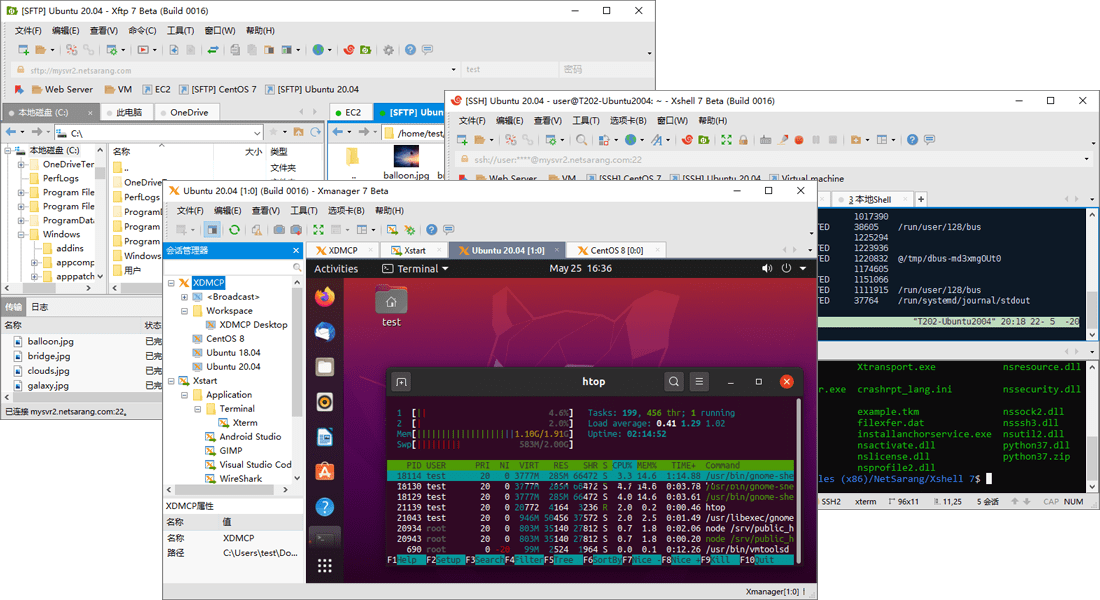 [SFTP] Ubuntu 20.04 - Xftp 7 Beta (Build 0016)
文件(F) 编辑(E) 查看(V) 命令(C) 工具(T) 窗口(W) 帮助(H)
sftp://mysvr2.netsarang.com test 密码
Web Server VM EC2 [SFTP] CentOS 7 [SFTP] Ubuntu 20.04
本地磁盘 (C:) 此电脑 OneDrive
C:\
本地磁盘 (C:)
OneDriveTer
PerfLogs
Program File
Program File
ProgramData
Windows
addins
appcomp
apppatch
名称 大小 类型
.. 文件夹
OneDrive
PerfLogs
Program
Program
Program
Windows
用户
EC2 [SFTP] Ubun
/home/test,
..
balloon.jpg
传输 日志
名称 状态
balloon.jpg 已完
bridge.jpg 已完
clouds.jpg 已完
galaxy.jpg 已完
已连接 mysvr2.netsarang.com:22。
[SSH] Ubuntu 20.04 - user@T202-Ubuntu2004: ~ - Xshell 7 Beta (Build 0016)
文件(F) 编辑(E) 查看(V) 工具(T) 选项卡(B) 窗口(W) 帮助(H)
ssh://user:****@mysvr2.netsarang.com:22
Web Server VM [SSH] CentOS 7 [SSH] Ubuntu 20.04 Virtual machine
3 本地Shell +
1017390
TED 38605 /run/user/128/bus
1225294
TED 1223936
TED 1220832 @/tmp/dbus-md3xmgOUt0
1174605
TED 1151066
TED 1111915 /run/user/128/bus
TED 37764 /run/systemd/journal/stdout
"T202-Ubuntu2004" 20:18 22- 5 -20
Xtransport.exe nsresource.dll
r.exe crashrpt_lng.ini nssecurity.dll
example.tkm nssock2.dll
filexfer.dat nsssh3.dll
installanchorservice.exe nsutil2.dll
nsactivate.dll python37.dll
nslicense.dll python37.zip
nsprofile2.dll
les (x86)/NetSarang/Xshell 7$
SSH2 xterm 96x11 11,25 5 会话 CAP NUM
Ubuntu 20.04 [1:0] (Build 0016) - Xmanager 7 Beta
文件(F) 编辑(E) 查看(V) 工具(T) 选项卡(B) 帮助(H)
会话管理器
XDMCP
<Broadcast>
Workspace
XDMCP Desktop
CentOS 8
Ubuntu 18.04
Ubuntu 20.04
Xstart
Application
Terminal
Xterm
Android Studio
GIMP
Visual Studio Cod
WireShark
XDMCP属性
名称 值
名称 XDMCP
路径 C:\Users\test\Do...
XDMCP Xstart Ubuntu 20.04 [1:0] CentOS 8 [0:0]
Activities Terminal May 25 16:36
test
htop
1 [|| 4.6%] Tasks: 199, 456 thr; 1 running
2 [ 2.0%] Load average: 0.41 1.29 1.02
Mem[ 1.10G/1.91G] Uptime: 02:14:52
Swp[ 583M/2.00G]
PID USER PRI NI VIRT RES SHR S CPU% MEM% TIME+ Command
18114 test 20 0 3777M 285M 66472 S 3.3 14.6 1:14.88 /usr/bin/gnome-she
18130 test 20 0 3777M 285M 66472 S 4.7 14.6 0:03.78 /usr/bin/gnome-sne
18129 test 20 0 3777M 285M 66472 S 4.0 14.6 0:03.61 /usr/bin/gnome-she
21139 test 20 0 20772 4164 3236 R 2.0 0.2 0:00.46 htop
21043 test 20 0 946M 50456 37572 S 2.0 2.5 0:01.49 /usr/libexec/gnome
20934 root 20 0 803M 35140 27812 S 0.7 1.8 0:02.06 node /srv/public_h
20943 root 20 0 803M 35140 27812 S 0.7 1.8 0:00.20 node /srv/public_h
690 root 0 -20 99M 2524 1964 S 0.0 0.1 0:12.26 /usr/bin/vmtoolsd
F1Help F2Setup F3Search F4Filter F5Tree F6SortBy F7Nice - F8Nice + F9Kill F10Quit
Xmanager[1:0]